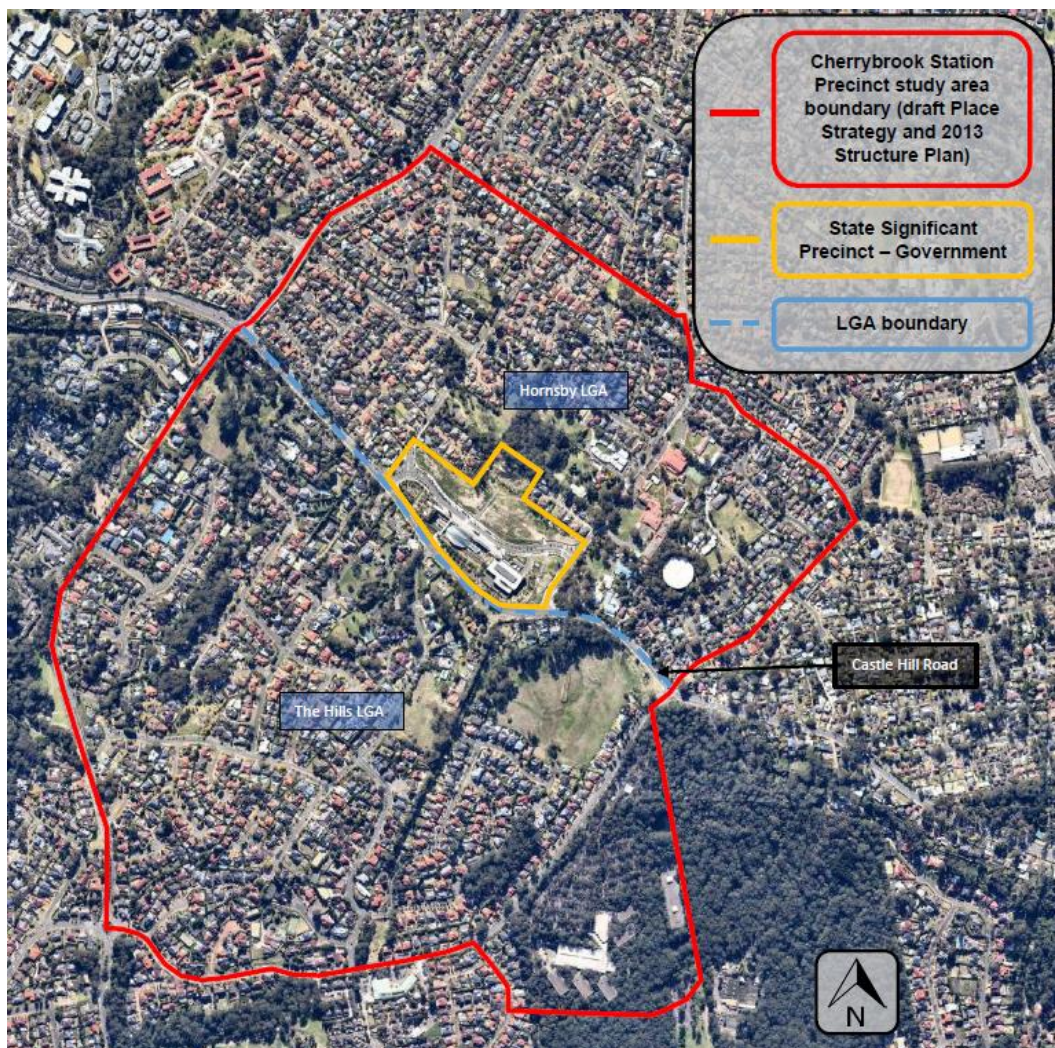 Cherrybrook Station
Precinct study area
boundary (draft Place
Strategy and 2013
Structure Plan)
State Significant
Precinct – Government
LGA boundary
Hornsby LGA
Castle Hill Road
The Hills LGA
N